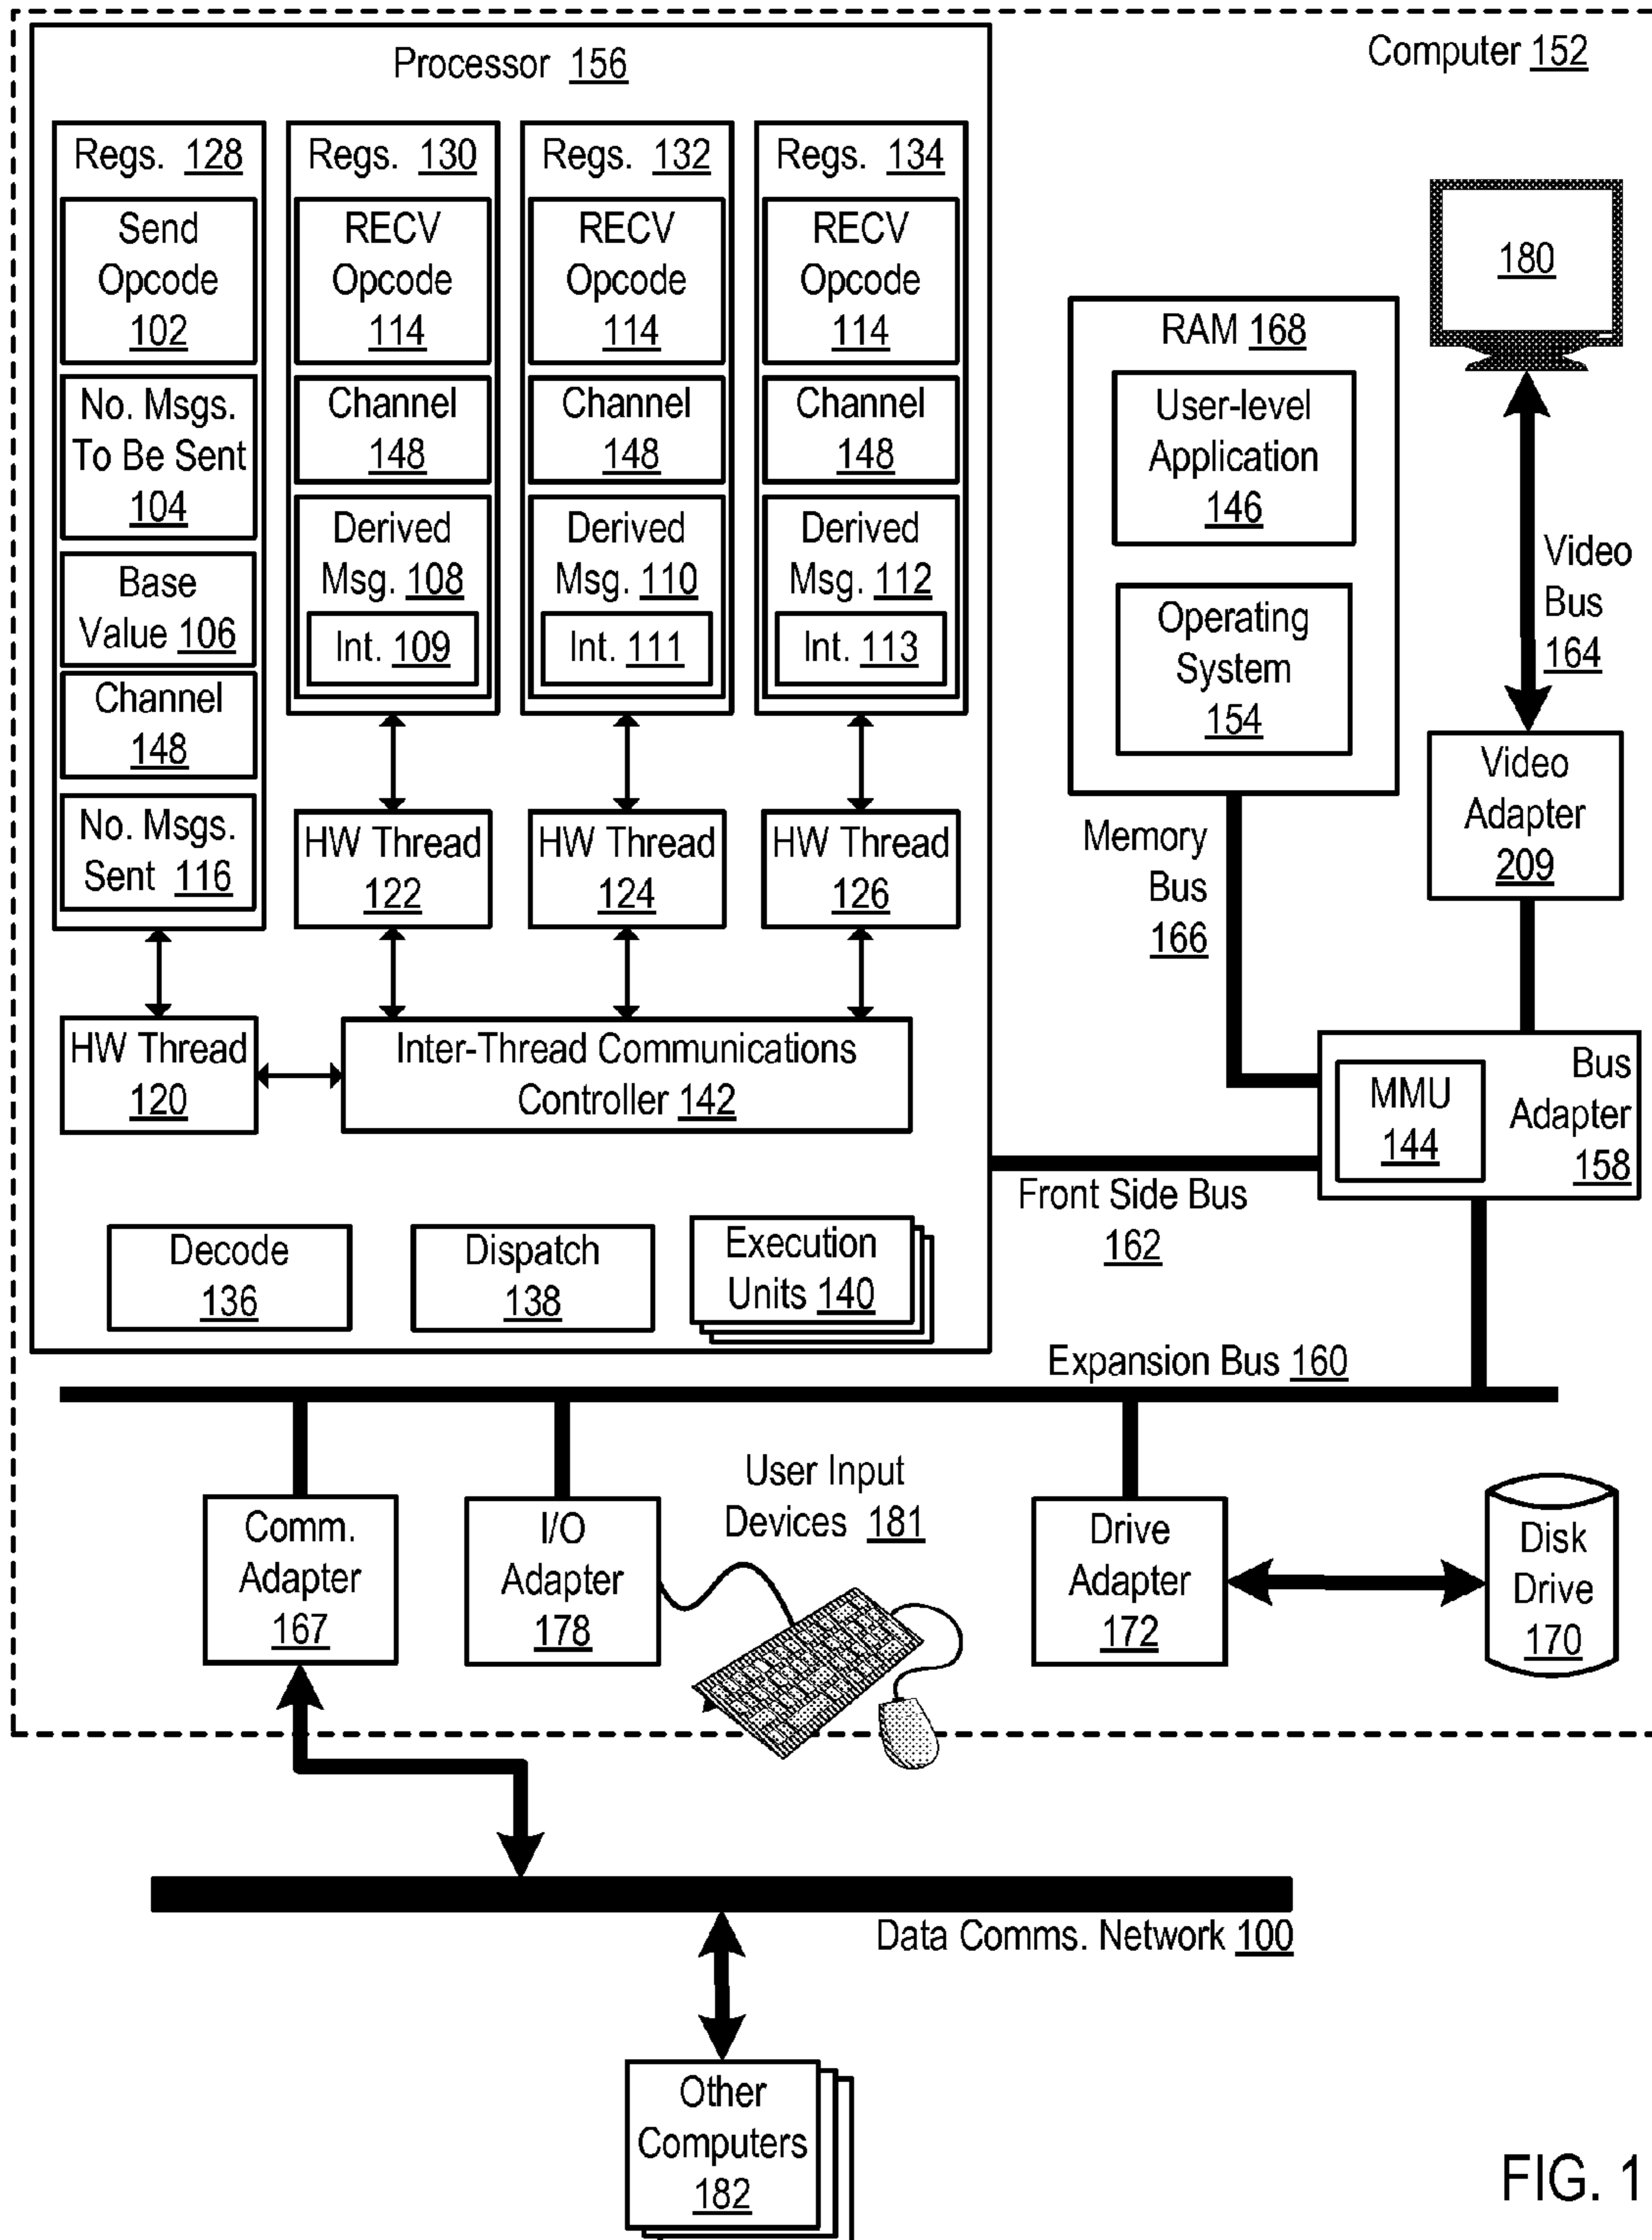 Computer 152
Processor 156
Regs. 128
Send
Opcode
102
No. Msgs.
To Be Sent
104
Base
Value 106
Channel
148
No. Msgs.
Sent 116
Regs. 130
RECV
Opcode
114
Channel
148
Derived
Msg. 108
Int. 109
Regs. 132
RECV
Opcode
114
Channel
148
Derived
Msg. 110
Int. 111
Regs. 134
RECV
Opcode
114
Channel
148
Derived
Msg. 112
Int. 113
HW Thread
122
HW Thread
124
HW Thread
126
HW Thread
120
Inter-Thread Communications
Controller 142
Decode
136
Dispatch
138
Execution
Units 140
RAM 168
User-level
Application
146
Operating
System
154
180
Video
Bus
164
Video
Adapter
209
Memory
Bus
166
MMU
144
Bus
Adapter
158
Front Side Bus
162
Expansion Bus 160
Comm.
Adapter
167
I/O
Adapter
178
User Input
Devices 181
Drive
Adapter
172
Disk
Drive
170
Data Comms. Network 100
Other
Computers
182
FIG. 1